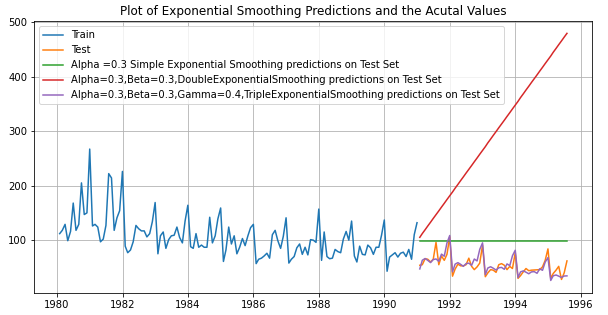 Plot of Exponential Smoothing Predictions and the Acutal Values
500
400
300
200
100
Train
Test
Alpha =0.3 Simple Exponential Smoothing predictions on Test Set
Alpha=0.3,Beta=0.3,DoubleExponentialSmoothing predictions on Test Set
Alpha=0.3,Beta=0.3,Gamma=0.4,TripleExponentialSmoothing predictions on Test Set
1980 1982 1984 1986 1988 1990 1992 1994 1996